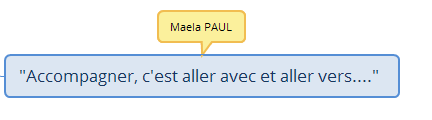 Maela PAUL
"Accompagner, c'est aller avec et aller vers...."